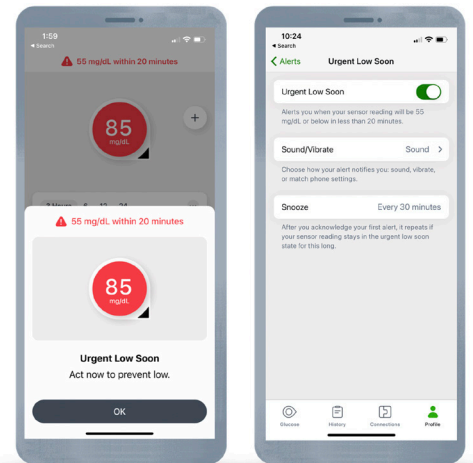 1:59
Search
55 mg/dL within 20 minutes
85
mg/dL
+
55 mg/dL within 20 minutes
85
mg/dL
Urgent Low Soon
Act now to prevent low.
OK
10:24
Search
Alerts Urgent Low Soon
Urgent Low Soon
Alerts you when your sensor reading will be 55
mg/dL or below in less than 20 minutes.
Sound/Vibrate Sound
Choose how your alert notifies you: sound, vibrate,
or match phone settings.
Snooze Every 30 minutes
After you acknowledge your first alert, it repeats if
your sensor reading stays in the urgent low soon
state for this long.
Glucose History Connections Profile